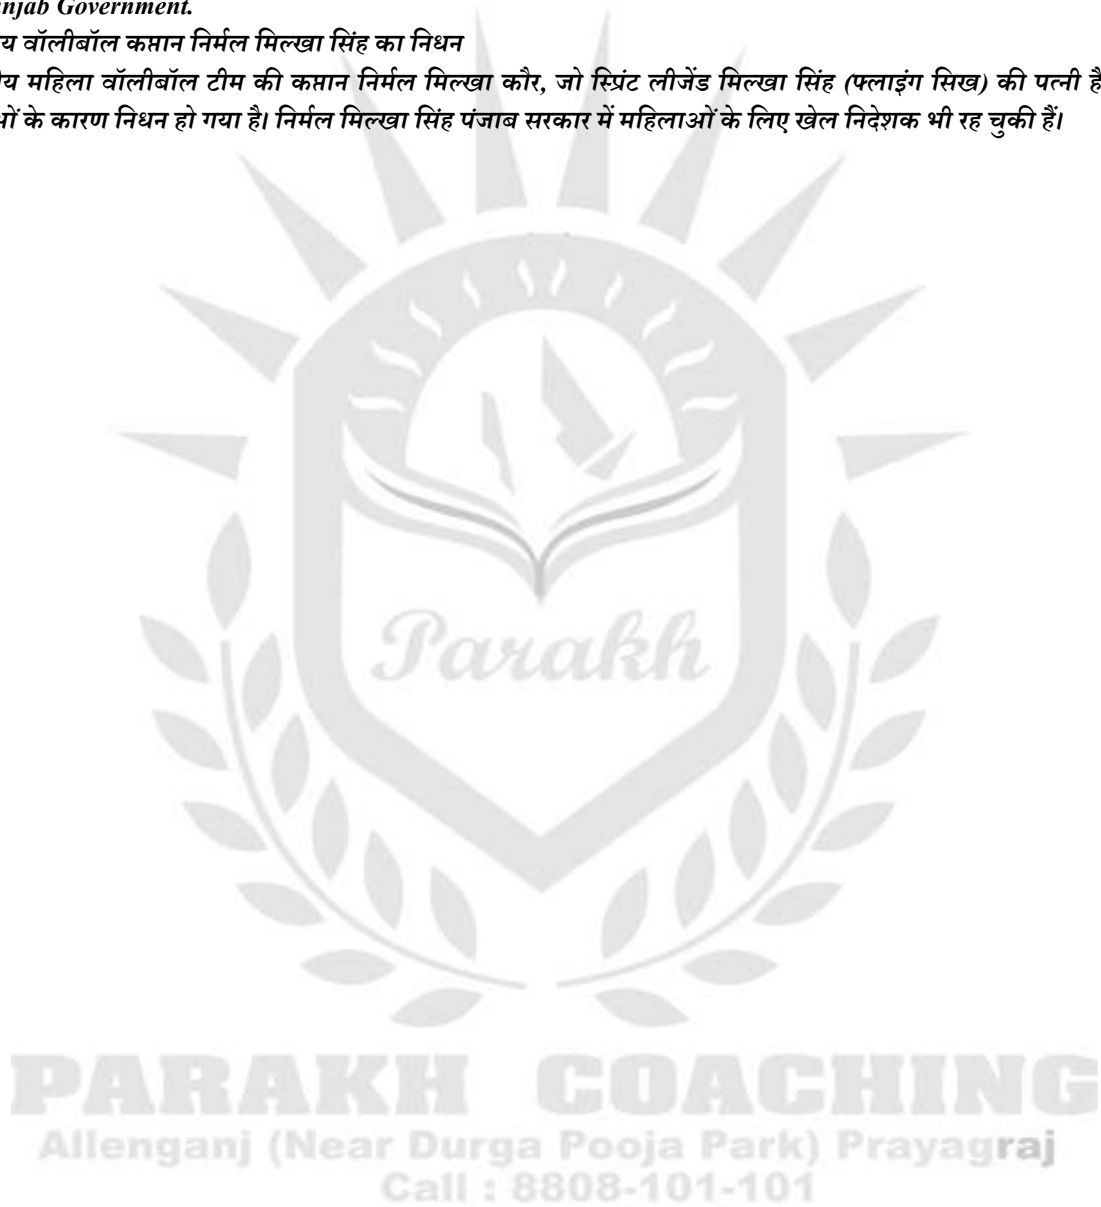 Government.
वॉलीबॉल कप्तान निर्मल मिल्खा सिंह का निधन
महिला वॉलीबॉल टीम की कप्तान निर्मल मिल्खा कौर, जो स्प्रिंट लीजेंड मिल्खा सिंह (फ्लाइंग सिख) की पत्नी है
के कारण निधन हो गया है। निर्मल मिल्खा सिंह पंजाब सरकार में महिलाओं के लिए खेल निदेशक भी रह चुकी हैं।
Parakh
PARAKH COACHING
Allenganj (Near Durga Pooja Park) Prayagraj
Call : 8808-101-101